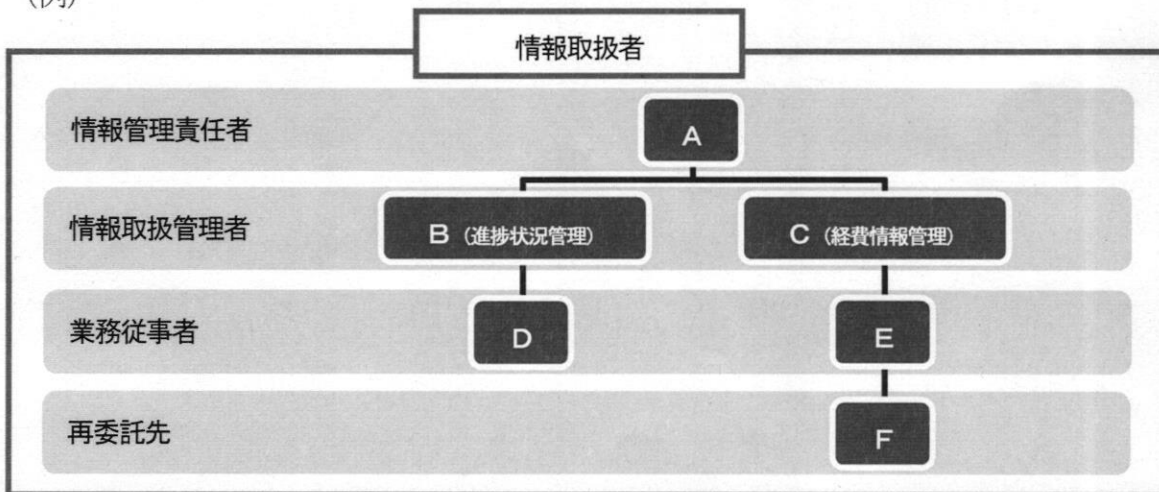 （例）
情報取扱者
情報管理責任者
A
情報取扱管理者
B（進捗状況管理）
C（経費情報管理）
業務従事者
D
E
再委託先
F